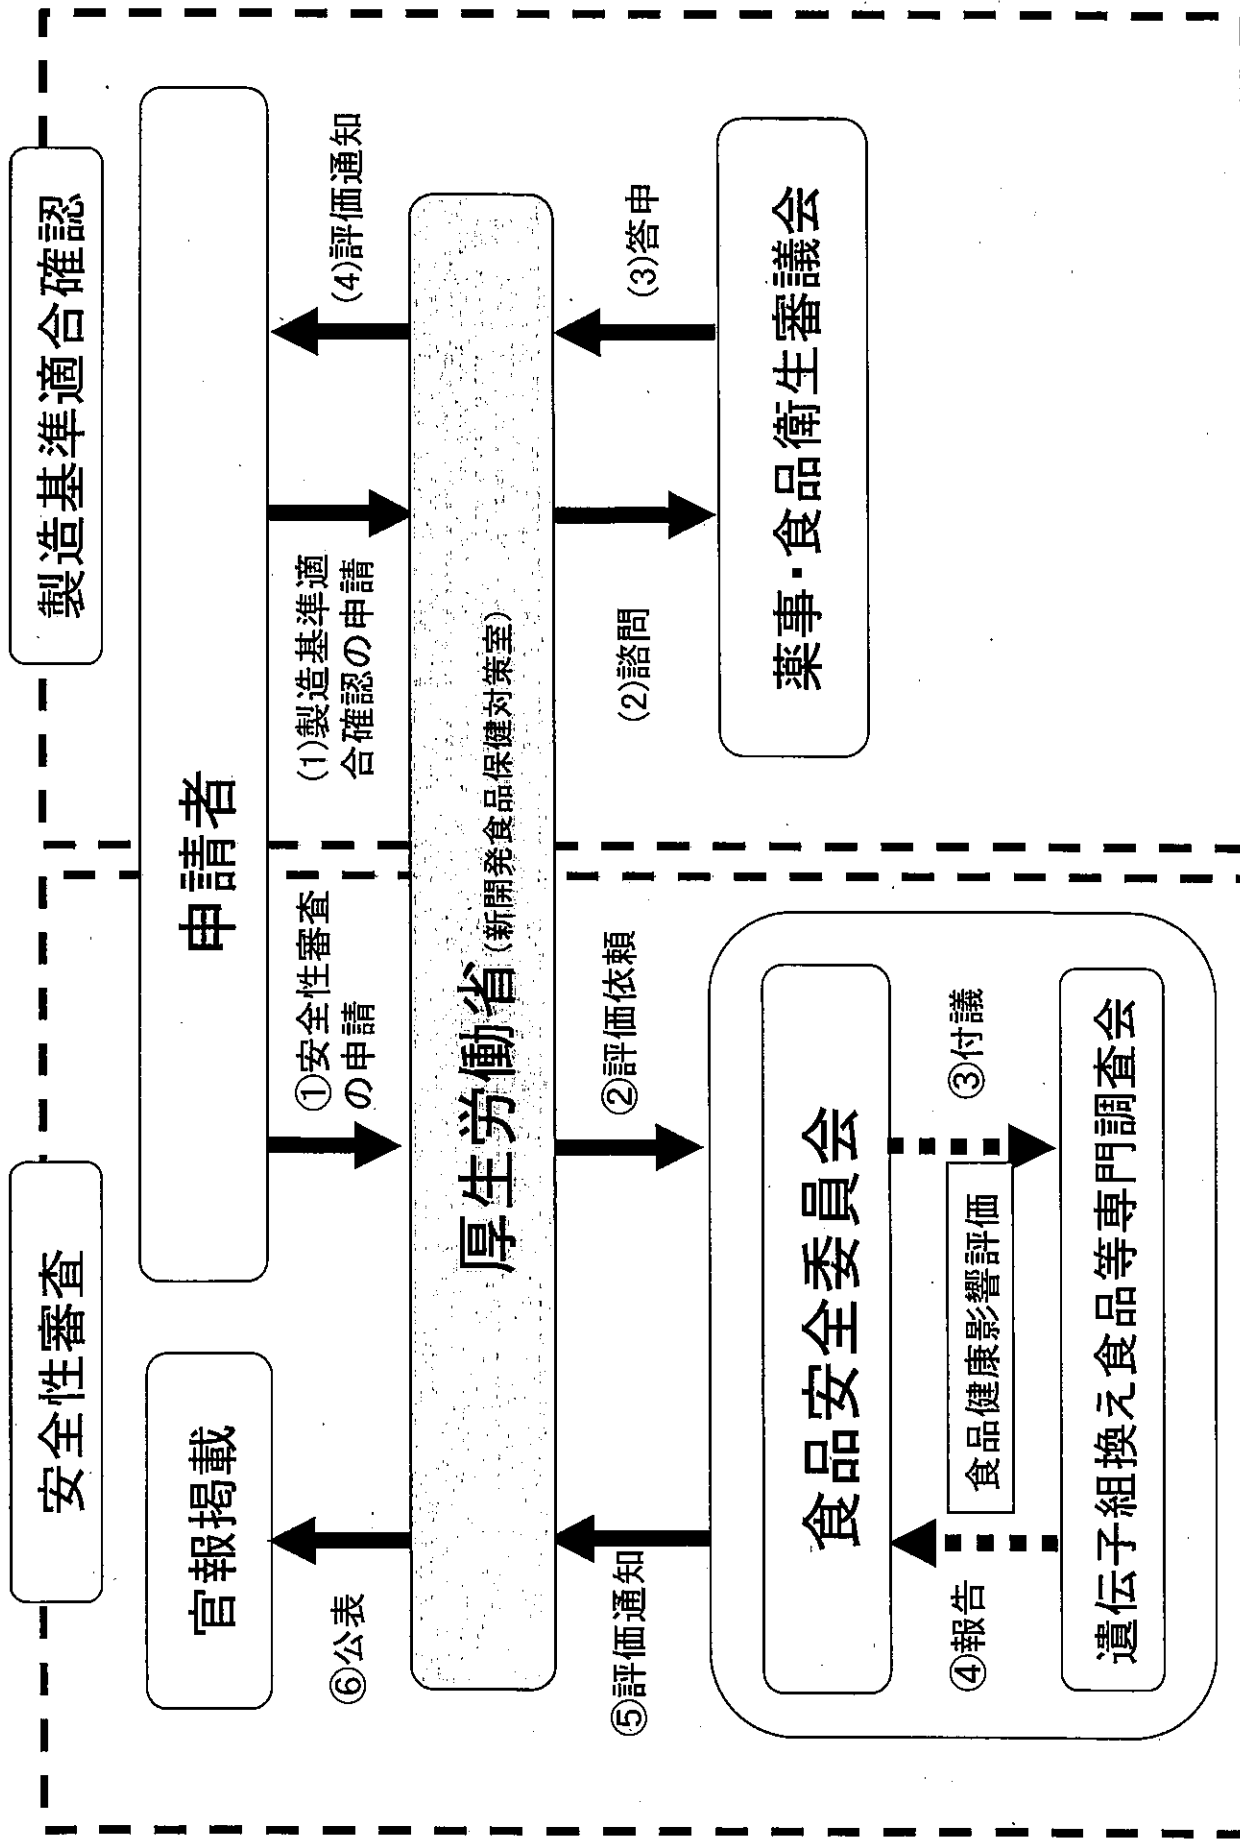 安全性審査
製造基準適合確認
官報掲載
申請者
⑥公表
①安全性審査
の申請
(1)製造基準適
合確認の申請
(4)評価通知
厚生労働省(新開発食品保健対策室)
⑤評価通知
②評価依頼
(2)諮問
(3)答申
食品安全委員会
薬事・食品衛生審議会
④報告
食品健康影響評価
③付議
遺伝子組換え食品等専門調査会